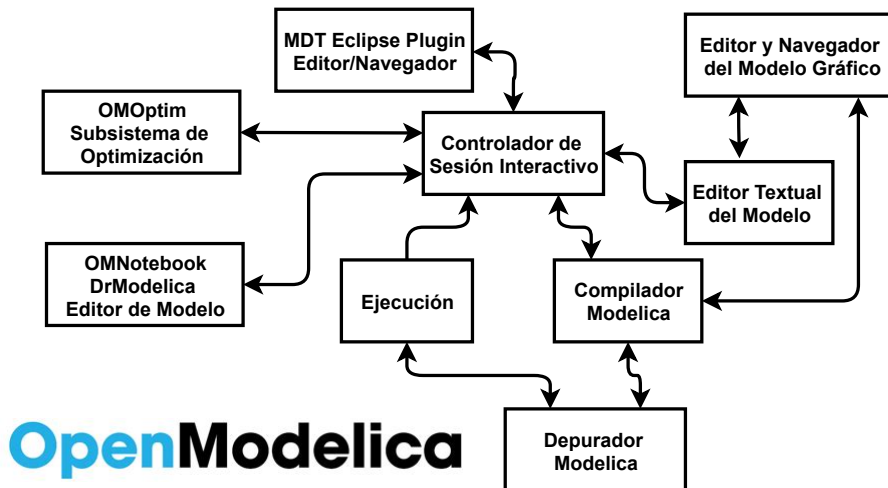 MDT Eclipse Plugin
Editor/Navegador
Editor y Navegador
del Modelo Gráfico
OMOptim
Subsistema de
Optimización
Controlador de
Sesión Interactivo
Editor Textual
del Modelo
OMNotebook
DrModelica
Editor de Modelo
Ejecución
Compilador
Modelica
Depurador
Modelica
OpenModelica